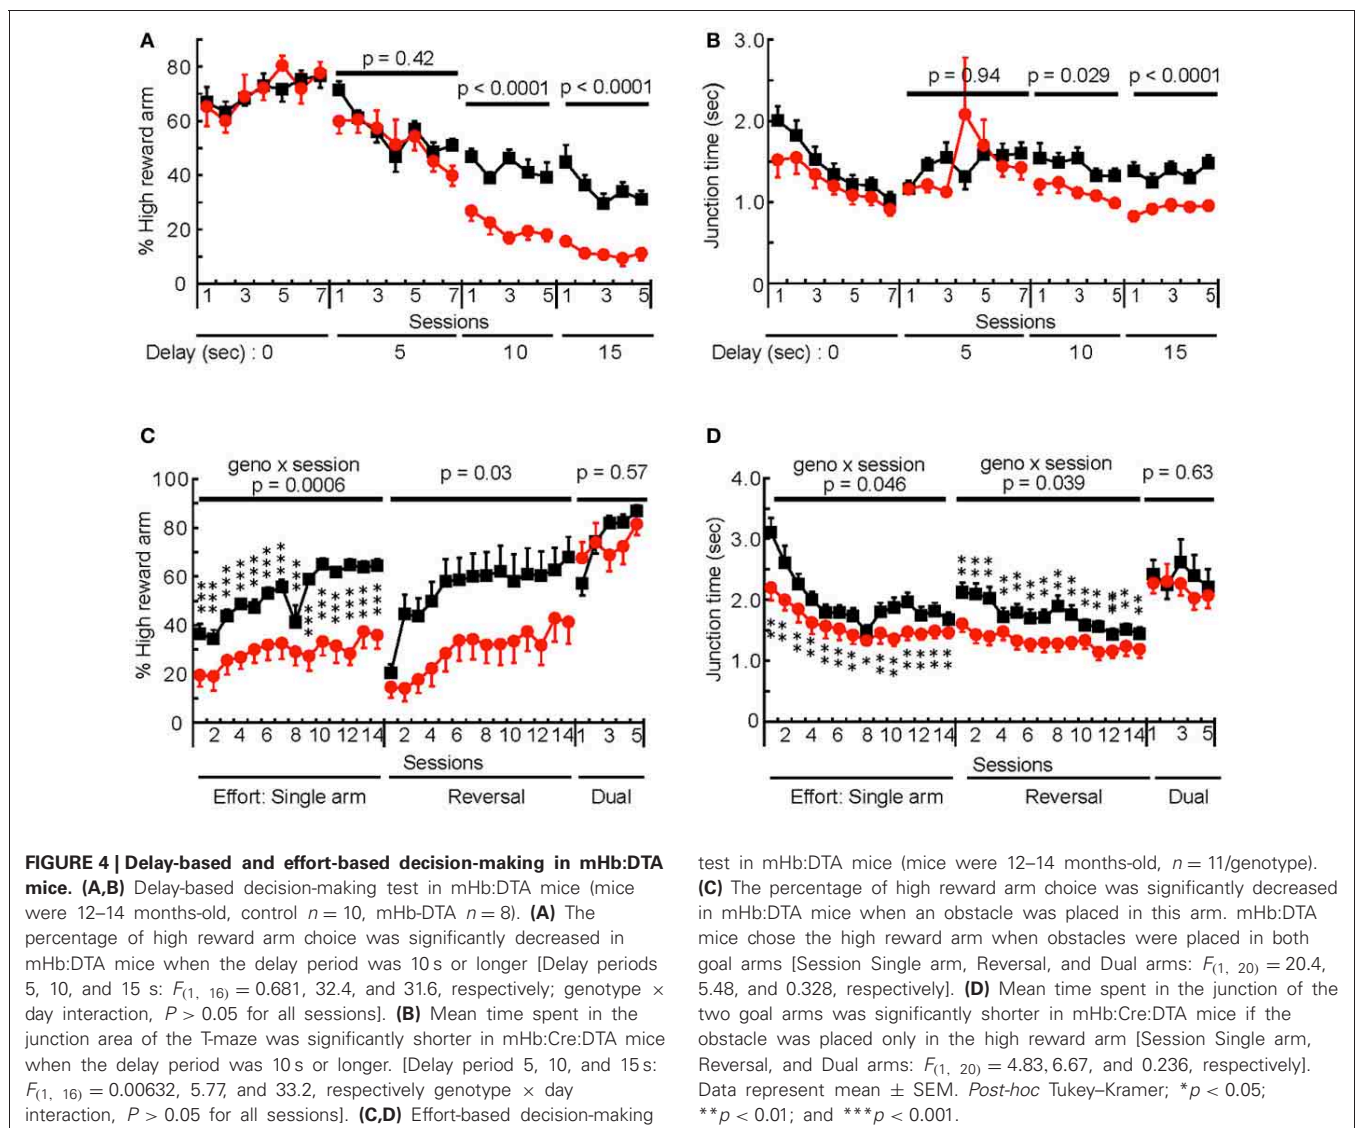 A
% High reward arm
80
60
40
20
0
p = 0.42
p < 0.0001
p < 0.0001
1 3 5 7 1 3 5 7 1 3 5 1 3 5
Sessions
Delay (sec) : 0 5 10 15
B
Junction time (sec)
3.0
2.0
1.0
0
p = 0.94
p = 0.029
p < 0.0001
1 3 5 7 1 3 5 7 1 3 5 1 3 5
Sessions
Delay (sec) : 0 5 10 15
C
% High reward arm
100
80
60
40
20
0
geno x session
p = 0.0006
p = 0.03
p = 0.57
2 4 6 8 10 12 14 2 4 6 8 10 12 14 1 3 5
Sessions
Effort: Single arm Reversal Dual
D
Junction time (sec)
4.0
3.0
2.0
1.0
0
geno x session
p = 0.046
geno x session
p = 0.039
p = 0.63
2 4 6 8 10 12 14 2 4 6 8 10 12 14 1 3 5
Sessions
Effort: Single arm Reversal Dual
FIGURE 4 | Delay-based and effort-based decision-making in mHb:DTA
mice. (A,B) Delay-based decision-making test in mHb:DTA mice (mice
were 12–14 months-old, control n = 10, mHb-DTA n = 8). (A) The
percentage of high reward arm choice was significantly decreased in
mHb:DTA mice when the delay period was 10 s or longer [Delay periods
5, 10, and 15 s: F(1, 16) = 0.681, 32.4, and 31.6, respectively; genotype ×
day interaction, P > 0.05 for all sessions]. (B) Mean time spent in the
junction area of the T-maze was significantly shorter in mHb:Cre:DTA mice
when the delay period was 10 s or longer. [Delay period 5, 10, and 15 s:
F(1, 16) = 0.00632, 5.77, and 33.2, respectively genotype × day
interaction, P > 0.05 for all sessions]. (C,D) Effort-based decision-making
test in mHb:DTA mice (mice were 12–14 months-old, n = 11/genotype).
(C) The percentage of high reward arm choice was significantly decreased
in mHb:DTA mice when an obstacle was placed in this arm. mHb:DTA
mice chose the high reward arm when obstacles were placed in both
goal arms [Session Single arm, Reversal, and Dual arms: F(1, 20) = 20.4,
5.48, and 0.328, respectively]. (D) Mean time spent in the junction of the
two goal arms was significantly shorter in mHb:Cre:DTA mice if the
obstacle was placed only in the high reward arm [Session Single arm,
Reversal, and Dual arms: F(1, 20) = 4.83, 6.67, and 0.236, respectively].
Data represent mean ± SEM. Post-hoc Tukey–Kramer; *p < 0.05;
**p < 0.01; and ***p < 0.001.